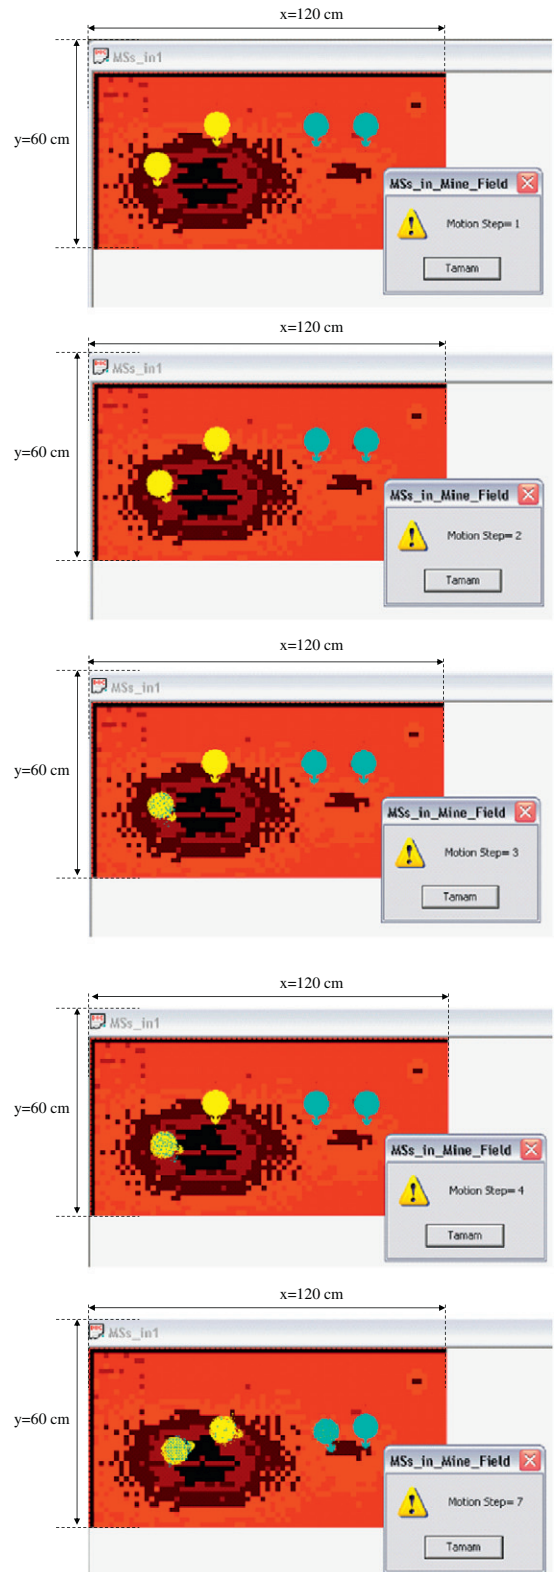 x=120 cm
MSs_in1
y=60 cm
MSs_in_Mine_Field
Motion Step= 1
Tamam
x=120 cm
MSs_in1
y=60 cm
MSs_in_Mine_Field
Motion Step= 2
Tamam
x=120 cm
MSs_in1
y=60 cm
MSs_in_Mine_Field
Motion Step= 3
Tamam
x=120 cm
MSs_in1
y=60 cm
MSs_in_Mine_Field
Motion Step= 4
Tamam
x=120 cm
MSs_in1
y=60 cm
MSs_in_Mine_Field
Motion Step= 7
Tamam